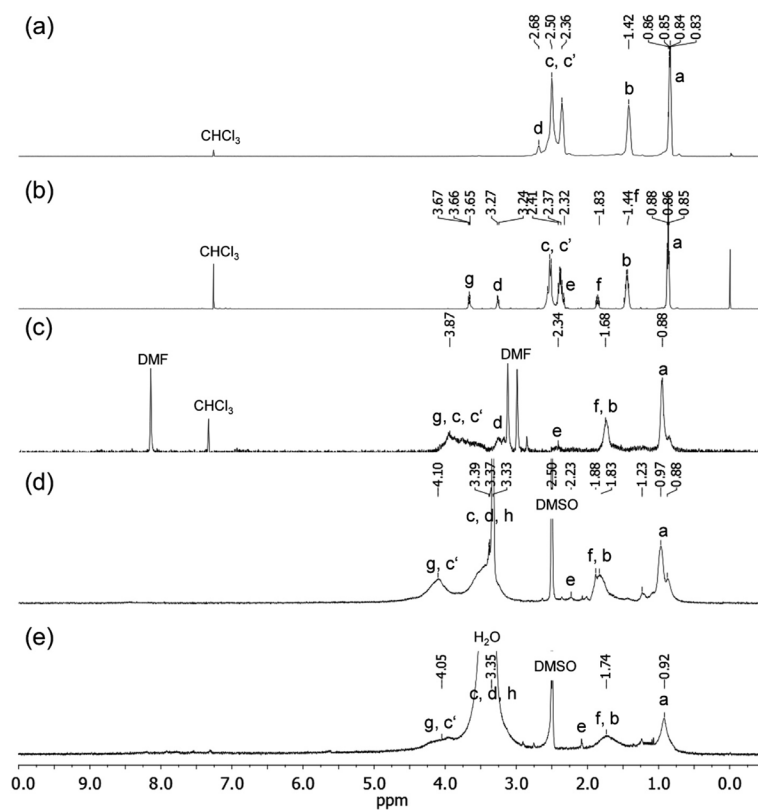 (a)
–2.68
–2.50
–2.36
–1.42
0.86
0.85
0.84
0.83
c, c'
a
b
d
CHCl3
(b)
3.67
3.66
3.65
3.27
3.24
2.41
2.37
2.32
–1.83
–1.44
f
0.88
0.86
0.85
CHCl3
c, c'
a
b
g
d
e
f
(c)
–3.87
–2.34
–1.68
–0.88
DMF
DMF
CHCl3
a
g, c, c'
d
f, b
e
(d)
–4.10
3.39
3.37
3.33
–2.50
–2.23
1.88
1.83
–1.23
–0.97
0.88
c, d, h
DMSO
a
g, c'
f, b
e
(e)
H2O
–4.05
–3.35
DMSO
–1.74
–0.92
c, d, h
a
g, c'
f, b
e
0.0 9.0 8.0 7.0 6.0 5.0 4.0 3.0 2.0 1.0 0.0
ppm